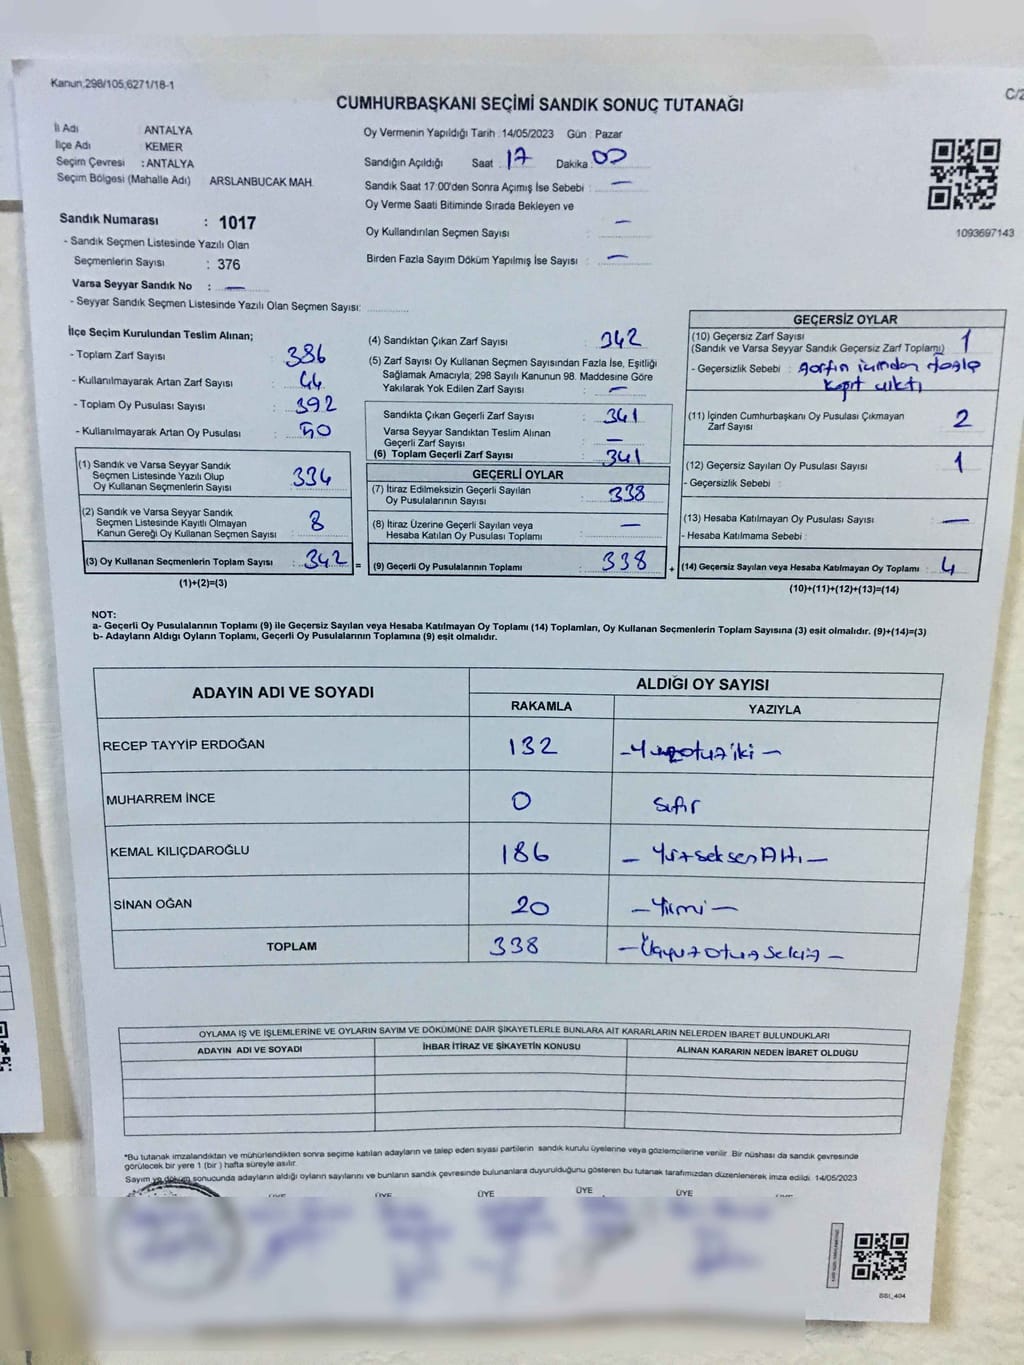 Kanun;298/105,6271/18-1
C/2
CUMHURBAŞKANI SEÇİMİ SANDIK SONUÇ TUTANAĞI
İl Adı : ANTALYA
İlçe Adı : KEMER
Seçim Çevresi : ANTALYA
Seçim Bölgesi (Mahalle Adı) ARSLANBUCAK MAH.
Sandık Numarası : 1017
- Sandık Seçmen Listesinde Yazılı Olan
Seçmenlerin Sayısı : 376
Varsa Seyyar Sandık No : —
- Seyyar Sandık Seçmen Listesinde Yazılı Olan Seçmen Sayısı:
Oy Vermenin Yapıldığı Tarih : 14/05/2023 Gün : Pazar
Sandığın Açıldığı Saat : 17 Dakika : 00
Sandık Saat 17:00'den Sonra Açımış İse Sebebi : —
Oy Verme Saati Bitiminde Sırada Bekleyen ve
Oy Kullandırılan Seçmen Sayısı : —
Birden Fazla Sayım Döküm Yapılmış İse Sayısı : —
1093697143
İlçe Seçim Kurulundan Teslim Alınan;
- Toplam Zarf Sayısı : 386
- Kullanılmayarak Artan Zarf Sayısı : 44
- Toplam Oy Pusulası Sayısı : 392
- Kullanılmayarak Artan Oy Pusulası : 50
(1) Sandık ve Varsa Seyyar Sandık
Seçmen Listesinde Yazılı Olup
Oy Kullanan Seçmenlerin Sayısı : 334
(2) Sandık ve Varsa Seyyar Sandık
Seçmen Listesinde Kayıtlı Olmayan
Kanun Gereği Oy Kullanan Seçmen Sayısı : 8
(3) Oy Kullanan Seçmenlerin Toplam Sayısı : 342 =
(1)+(2)=(3)
(4) Sandıktan Çıkan Zarf Sayısı : 342
(5) Zarf Sayısı Oy Kullanan Seçmen Sayısından Fazla İse, Eşitliği
Sağlamak Amacıyla; 298 Sayılı Kanunun 98. Maddesine Göre
Yakılarak Yok Edilen Zarf Sayısı : —
Sandıkta Çıkan Geçerli Zarf Sayısı : 341
Varsa Seyyar Sandıktan Teslim Alınan
Geçerli Zarf Sayısı : —
(6) Toplam Geçerli Zarf Sayısı : 341
GEÇERLİ OYLAR
(7) İtiraz Edilmeksizin Geçerli Sayılan
Oy Pusulalarının Sayısı : 338
(8) İtiraz Üzerine Geçerli Sayılan veya
Hesaba Katılan Oy Pusulası Toplamı : —
(9) Geçerli Oy Pusulalarının Toplamı : 338 +
GEÇERSİZ OYLAR
(10) Geçersiz Zarf Sayısı : 1
(Sandık ve Varsa Seyyar Sandık Geçersiz Zarf Toplamı)
- Geçersizlik Sebebi : zarfın içinden
çıktı
(11) İçinden Cumhurbaşkanı Oy Pusulası Çıkmayan
Zarf Sayısı : 2
(12) Geçersiz Sayılan Oy Pusulası Sayısı : 1
- Geçersizlik Sebebi :
(13) Hesaba Katılmayan Oy Pusulası Sayısı : —
- Hesaba Katılmama Sebebi :
(14) Geçersiz Sayılan veya Hesaba Katılmayan Oy Toplamı : 4
(10)+(11)+(12)+(13)=(14)
NOT:
a- Geçerli Oy Pusulalarının Toplamı (9) ile Geçersiz Sayılan veya Hesaba Katılmayan Oy Toplamı (14) Toplamları, Oy Kullanan Seçmenlerin Toplam Sayısına (3) eşit olmalıdır. (9)+(14)=(3)
b- Adayların Aldığı Oyların Toplamı, Geçerli Oy Pusulalarının Toplamına (9) eşit olmalıdır.
ADAYIN ADI VE SOYADI ALDIĞI OY SAYISI
RAKAMLA YAZIYLA
RECEP TAYYİP ERDOĞAN 132 – Yüzotuziki –
MUHARREM İNCE 0 Sıfır
KEMAL KILIÇDAROĞLU 186 – YüzseksenAltı –
SİNAN OĞAN 20 – Yirmi –
TOPLAM 338 – ÜçyüzotuzSekiz –
OYLAMA İŞ VE İŞLEMLERİNE VE OYLARIN SAYIM VE DÖKÜMÜNE DAİR ŞİKAYETLERLE BUNLARA AİT KARARLARIN NELERDEN İBARET BULUNDUKLARI
ADAYIN ADI VE SOYADI İHBAR İTİRAZ VE ŞİKAYETİN KONUSU ALINAN KARARIN NEDEN İBARET OLDUĞU
*Bu tutanak imzalandıktan ve mühürlendikten sonra seçime katılan adayların ve talep eden siyasi partilerin sandık kurulu üyelerine veya gözlemcilerine verilir. Bir nüshası da sandık çevresinde
görülecek bir yere 1 (bir) hafta süreyle asılır.
Sayım ve döküm sonucunda adayların aldığı oyların sayılarını ve bunların sandık çevresinde bulunanlara duyurulduğunu gösteren bu tutanak tarafımızdan düzenlenerek imza edildi. 14/05/2023
ÜYE ÜYE ÜYE ÜYE ÜYE
BBI_404